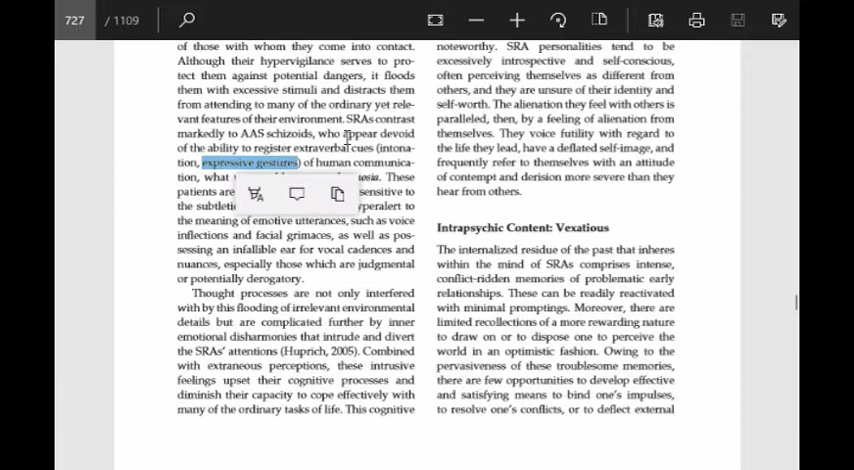 727 / 1109
of those with whom they come into contact.
Although their hypervigilance serves to pro-
tect them against potential dangers, it floods
them with excessive stimuli and distracts them
from attending to many of the ordinary yet rele-
vant features of their environment. SRAs contrast
markedly to AAS schizoids, who appear devoid
of the ability to register extraverbal cues (intona-
tion, expressive gestures) of human communica-
tion, what These
patients are sensitive to
the
the meaning of emotive utterances, such as voice
inflections and facial grimaces, as well as pos-
sessing an infallible ear for vocal cadences and
nuances, especially those which are judgmental
or potentially derogatory.
Thought processes are not only interfered
with by this flooding of irrelevant environmental
details but are complicated further by inner
emotional disharmonies that intrude and divert
the SRAs' attentions (Huprich, 2005). Combined
with extraneous perceptions, these intrusive
feelings upset their cognitive processes and
diminish their capacity to cope effectively with
many of the ordinary tasks of life. This cognitive
noteworthy. SRA personalities tend to be
excessively introspective and self-conscious,
often perceiving themselves as different from
others, and they are unsure of their identity and
self-worth. The alienation they feel with others is
paralleled, then, by a feeling of alienation from
themselves. They voice futility with regard to
the life they lead, have a deflated self-image, and
frequently refer to themselves with an attitude
of contempt and derision more severe than they
hear from others.
Intrapsychic Content: Vexatious
The internalized residue of the past that inheres
within the mind of SRAs comprises intense,
conflict-ridden memories of problematic early
relationships. These can be readily reactivated
with minimal promptings. Moreover, there are
limited recollections of a more rewarding nature
to draw on or to dispose one to perceive the
world in an optimistic fashion. Owing to the
pervasiveness of these troublesome memories,
there are few opportunities to develop effective
and satisfying means to bind one's impulses,
to resolve one's conflicts, or to deflect external